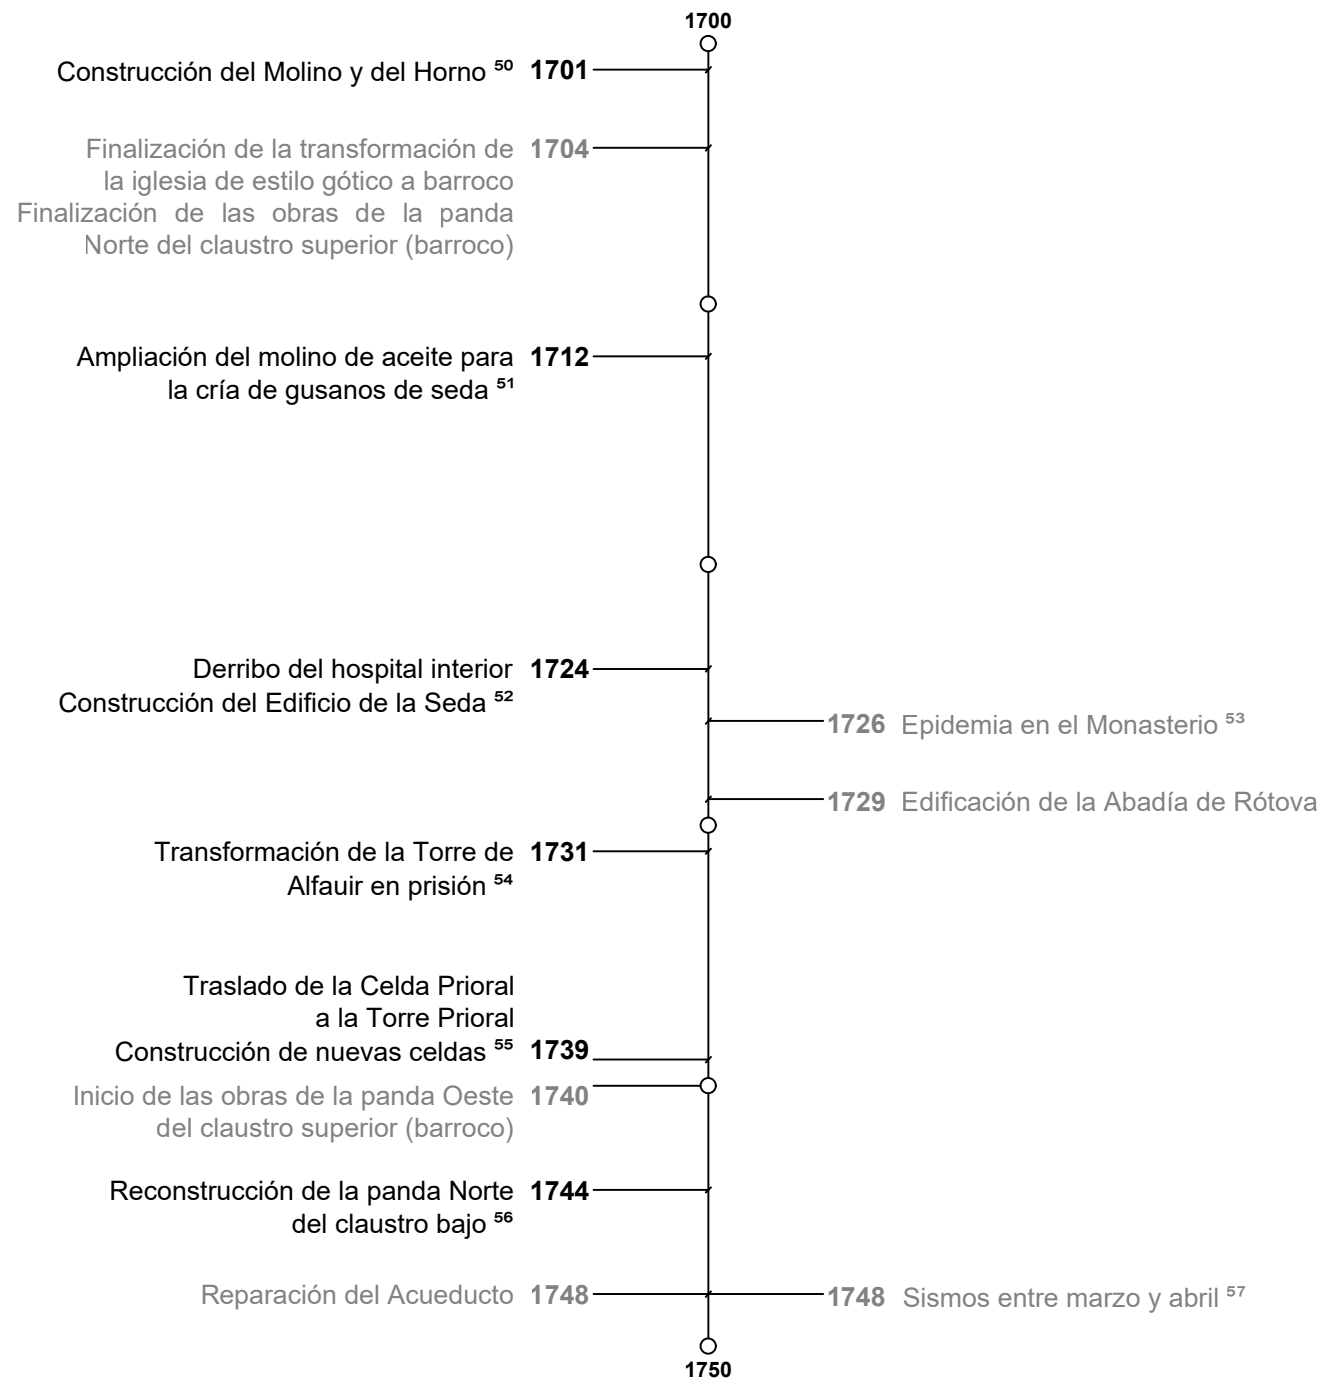 1700
Construcción del Molino y del Horno ⁵⁰ 1701
Finalización de la transformación de 1704
la iglesia de estilo gótico a barroco
Finalización de las obras de la panda
Norte del claustro superior (barroco)
Ampliación del molino de aceite para 1712
la cría de gusanos de seda ⁵¹
Derribo del hospital interior 1724
Construcción del Edificio de la Seda ⁵²
1726 Epidemia en el Monasterio ⁵³
1729 Edificación de la Abadía de Rótova
Transformación de la Torre de 1731
Alfauir en prisión ⁵⁴
Traslado de la Celda Prioral
a la Torre Prioral
Construcción de nuevas celdas ⁵⁵ 1739
Inicio de las obras de la panda Oeste 1740
del claustro superior (barroco)
Reconstrucción de la panda Norte 1744
del claustro bajo ⁵⁶
Reparación del Acueducto 1748
1748 Sismos entre marzo y abril ⁵⁷
1750